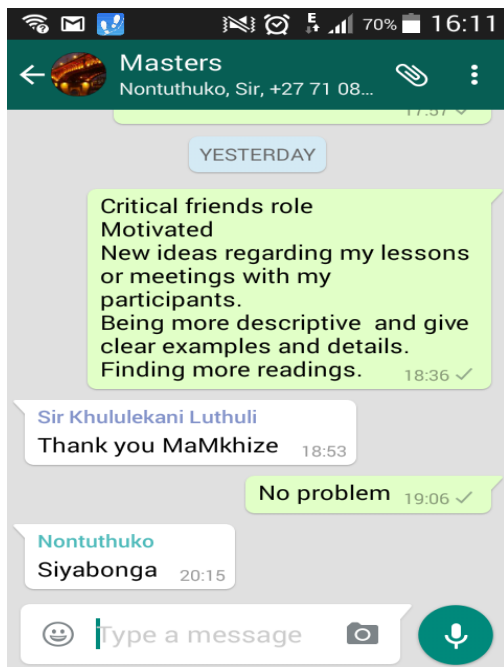 E 70% 16:11
Masters
Nontuthuko, Sir, +27 71 08...
17:57
YESTERDAY
Critical friends role
Motivated
New ideas regarding my lessons
or meetings with my
participants.
Being more descriptive and give
clear examples and details.
Finding more readings. 18:36
Sir Khululekani Luthuli
Thank you MaMkhize 18:53
No problem 19:06
Nontuthuko
Siyabonga 20:15
Type a message